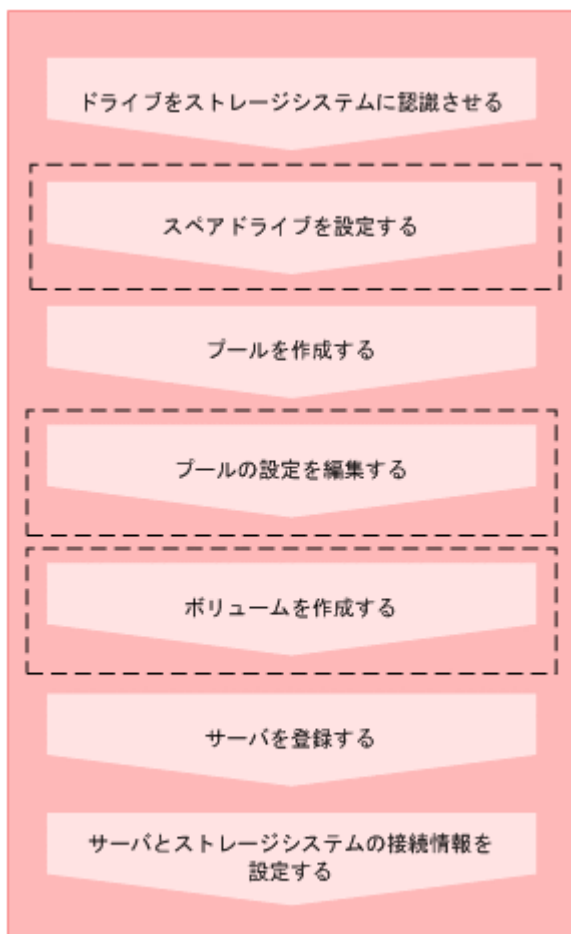 ドライブをストレージシステムに認識させる
スペアドライブを設定する
プールを作成する
プールの設定を編集する
ボリュームを作成する
サーバを登録する
サーバとストレージシステムの接続情報を
設定する